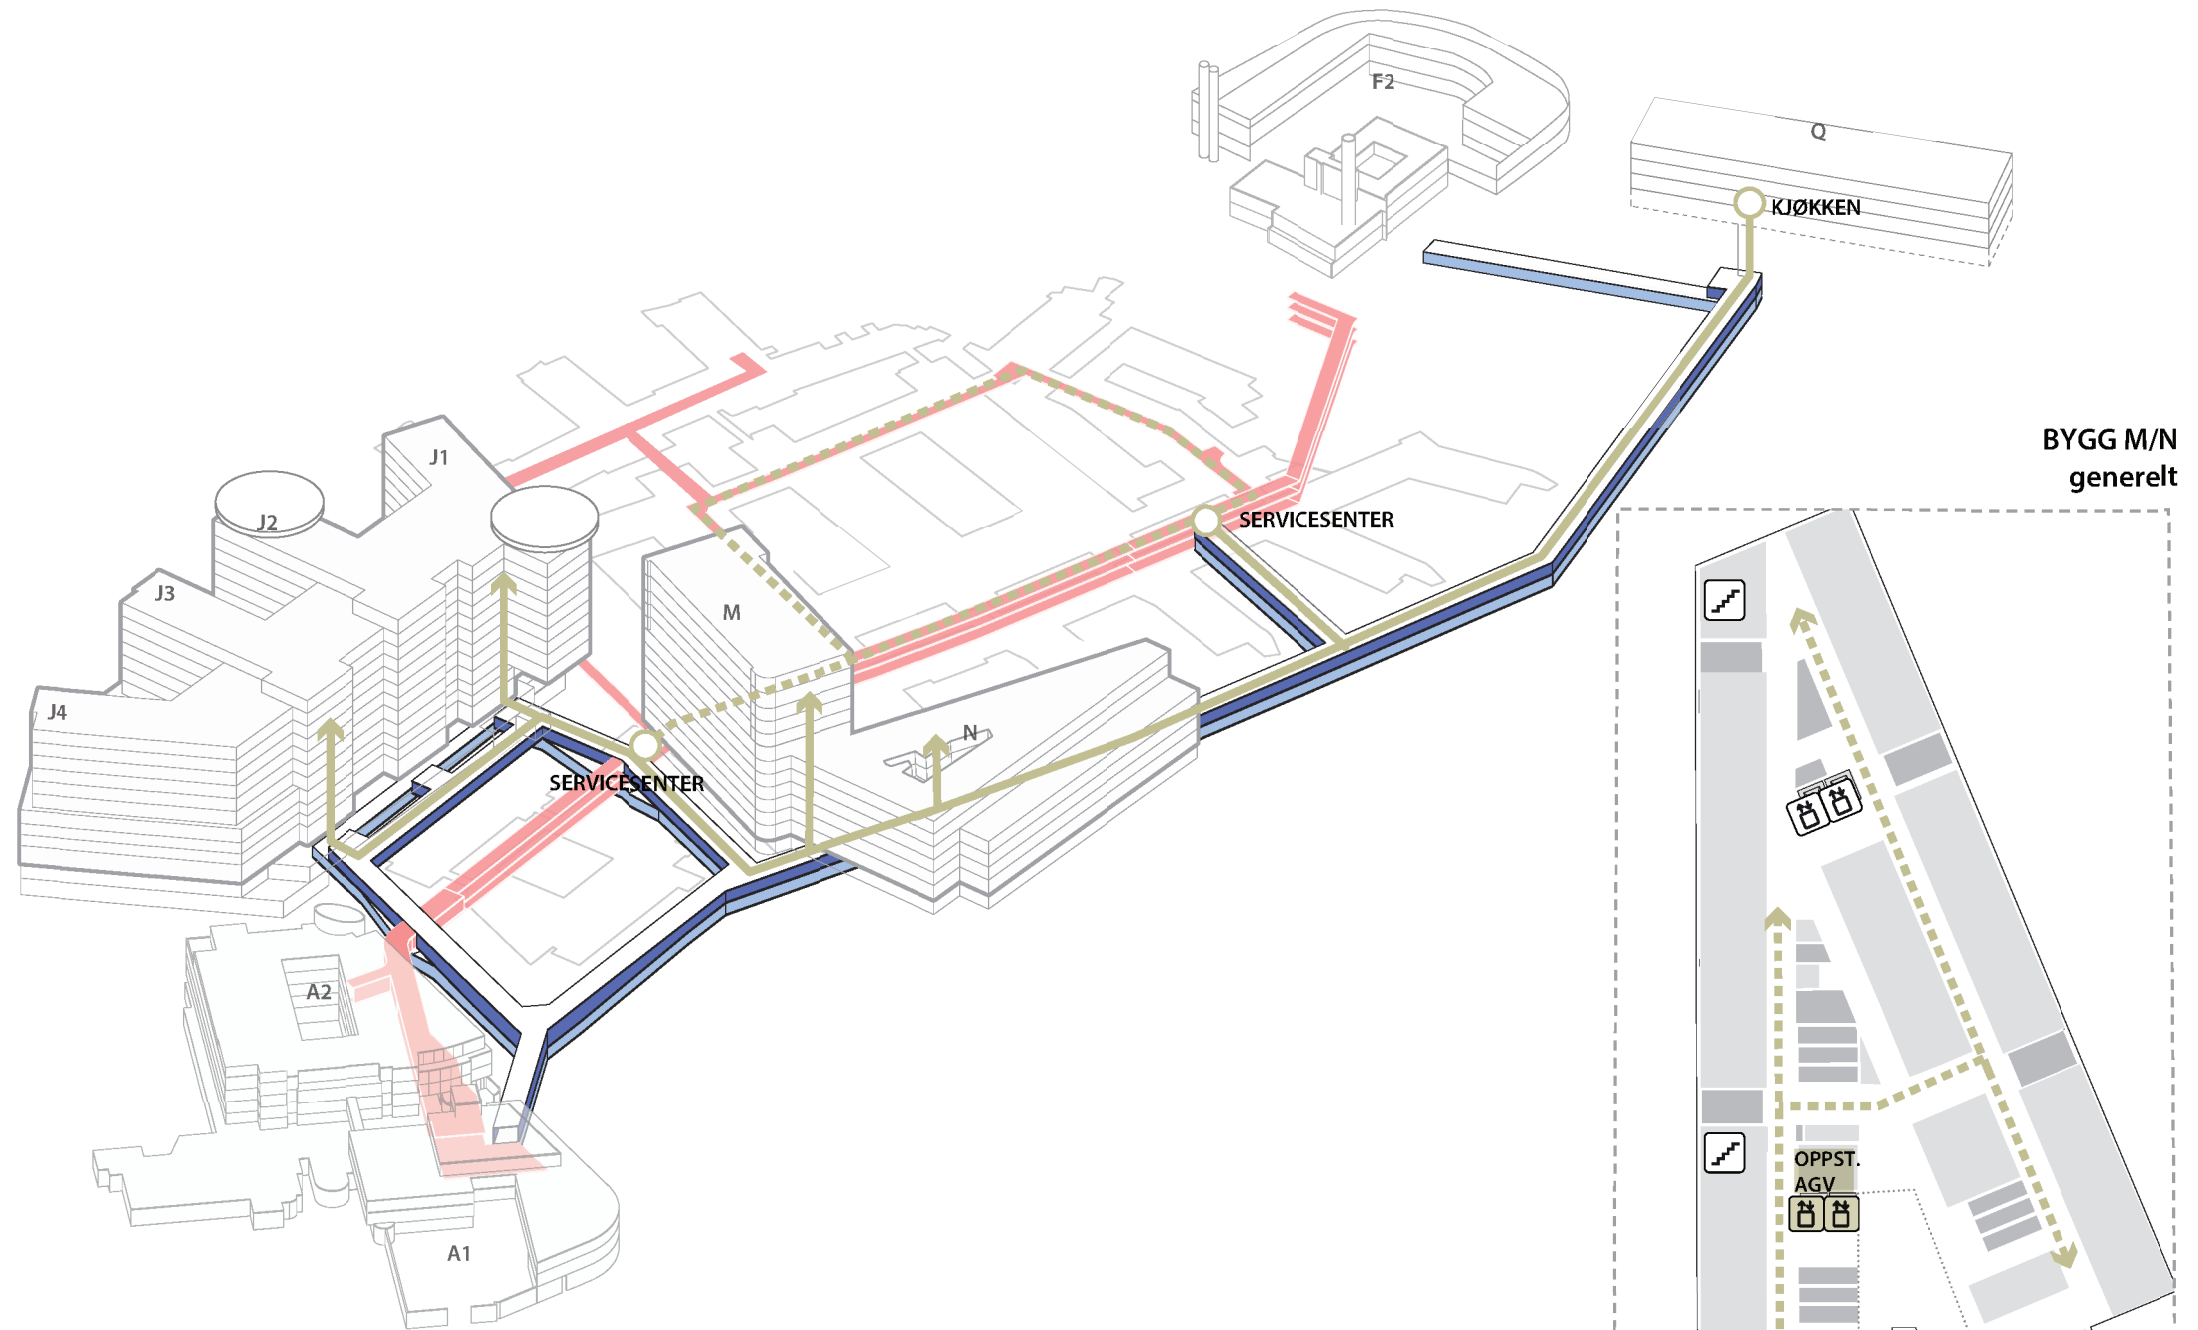 F2
Q
KJØKKEN
BYGG M/N
generelt
J1
J2
SERVICESENTER
J3
M
J4
N
SERVICESENTER
A2
OPPST.
AGV
A1